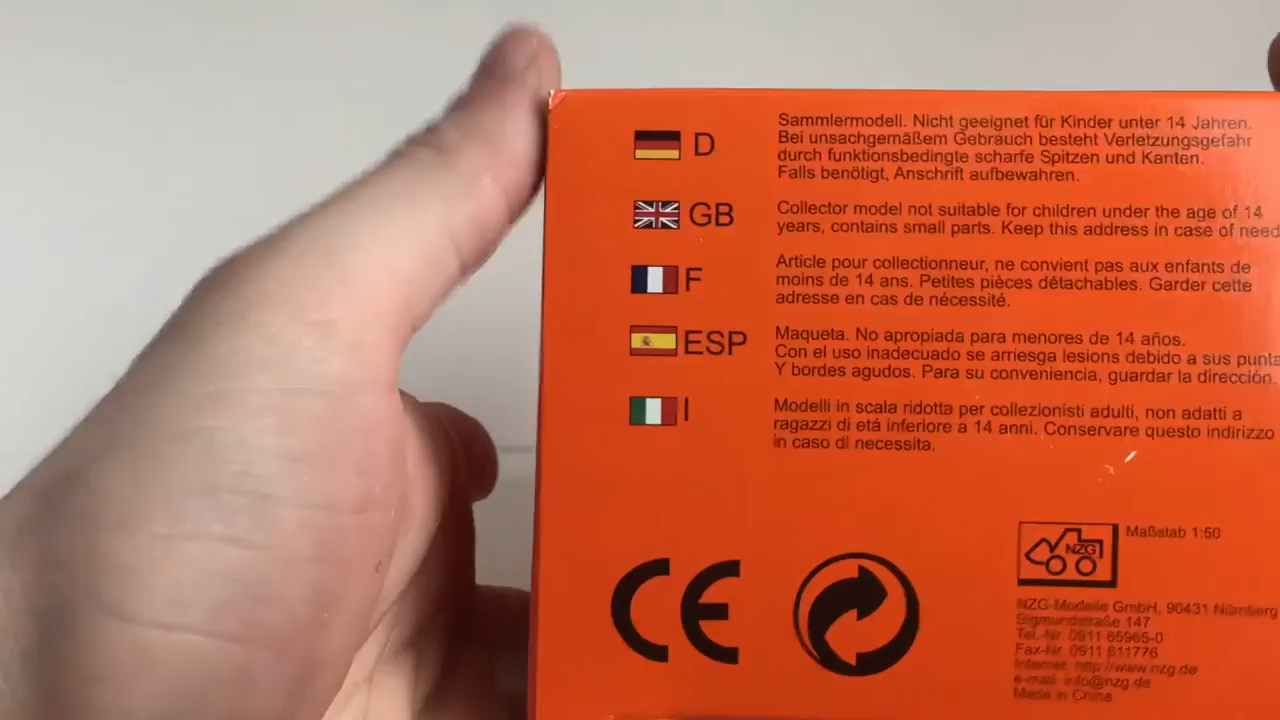 D
Sammlermodell. Nicht geeignet für Kinder unter 14 Jahren.
Bei unsachgemäßem Gebrauch besteht Verletzungsgefahr
durch funktionsbedingte scharfe Spitzen und Kanten.
Falls benötigt, Anschrift aufbewahren.
GB
Collector model not suitable for children under the age of 14
years, contains small parts. Keep this address in case of need
F
Article pour collectionneur, ne convient pas aux enfants de
moins de 14 ans. Petites pièces détachables. Garder cette
adresse en cas de nécessité.
ESP
Maqueta. No apropiada para menores de 14 años.
Con el uso inadecuado se arriesga lesions debido a sus punta
Y bordes agudos. Para su conveniencia, guardar la dirección.
I
Modelli in scala ridotta per collezionisti adulti, non adatti a
ragazzi di etá inferiore a 14 anni. Conservare questo indirizzo
in caso di necessita.
CE
NZG
Maßstab 1:50
NZG-Modelle GmbH, 90431 Nürnberg
Sigmundstraße 147
Tel.-Nr. 0911 65965-0
Fax-Nr. 0911 611776
Internet: http://www.nzg.de
e-mail: info@nzg.de
Made in China